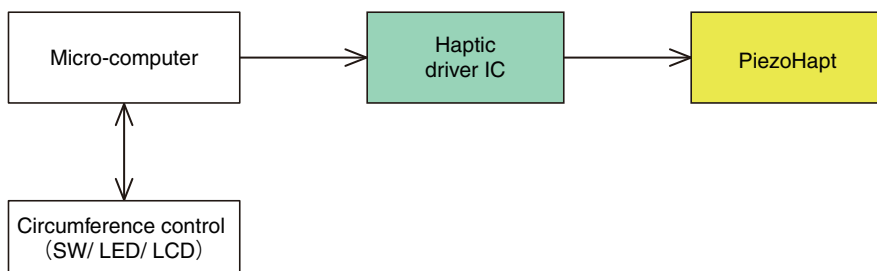 Micro-computer
Haptic
driver IC
PiezoHapt
Circumference control
（SW/ LED/ LCD）